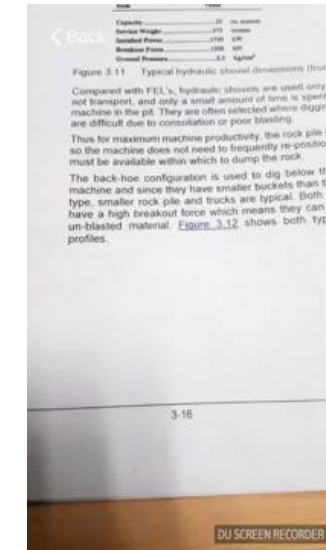 Back
Capacity
Service Weight
Installed Power
Breakout Force
Ground Pressure
Figure 3.11 Typical hydraulic shovel dimensions
Compared with FEL's, hydraulic shovels are used only
not transport, and only a small amount of time is spent
machine in the pit. They are often selected where digging
are difficult due to consolidation or poor blasting.
Thus for maximum machine productivity, the rock pile
so the machine does not need to frequently re-position
must be available within which to dump the rock.
The back-hoe configuration is used to dig below
machine and since they have smaller buckets than
type, smaller rock pile and trucks are typical. Both
have a high breakout force which means they can
un-blasted material. Figure 3.12 shows both
profiles.
3-16
DU SCREEN RECORDER